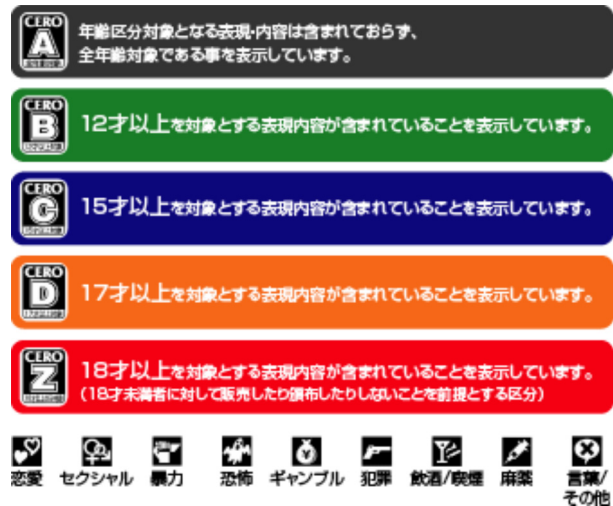 CERO
A
年齢区分対象となる表現・内容は含まれておらず、
全年齢対象である事を表示しています。
CERO
B
12才以上を対象とする表現内容が含まれていることを表示しています。
CERO
C
15才以上を対象とする表現内容が含まれていることを表示しています。
CERO
D
17才以上を対象とする表現内容が含まれていることを表示しています。
CERO
Z
18才以上を対象とする表現内容が含まれていることを表示しています。
(18才未満者に対して販売したり頒布したりしないことを前提とする区分)
恋愛 セクシャル 暴力 恐怖 ギャンブル 犯罪 飲酒/喫煙 麻薬 言葉/
その他